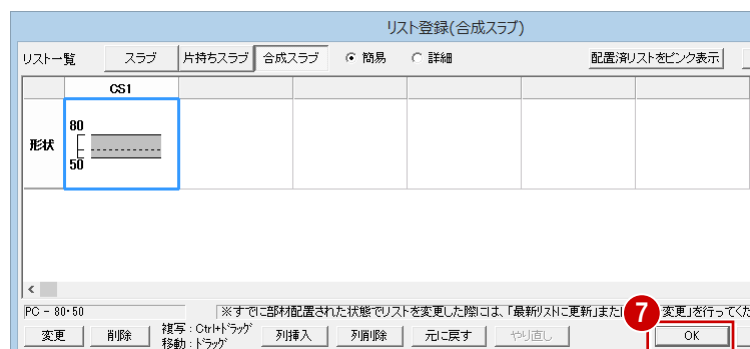 リスト登録(合成スラブ)
リスト一覧 スラブ 片持ちスラブ 合成スラブ 簡易 詳細 配置済リストをピンク表示
CS1
形状 80
50
PC - 80・50 ※すでに部材配置された状態でリストを変更した際には、「最新リストに更新」また 7 変更」を行ってくだ
変更 削除 複写 : Ctrl+ドラッグ 列挿入 列削除 元に戻す やり直し OK
移動 : ドラッグ